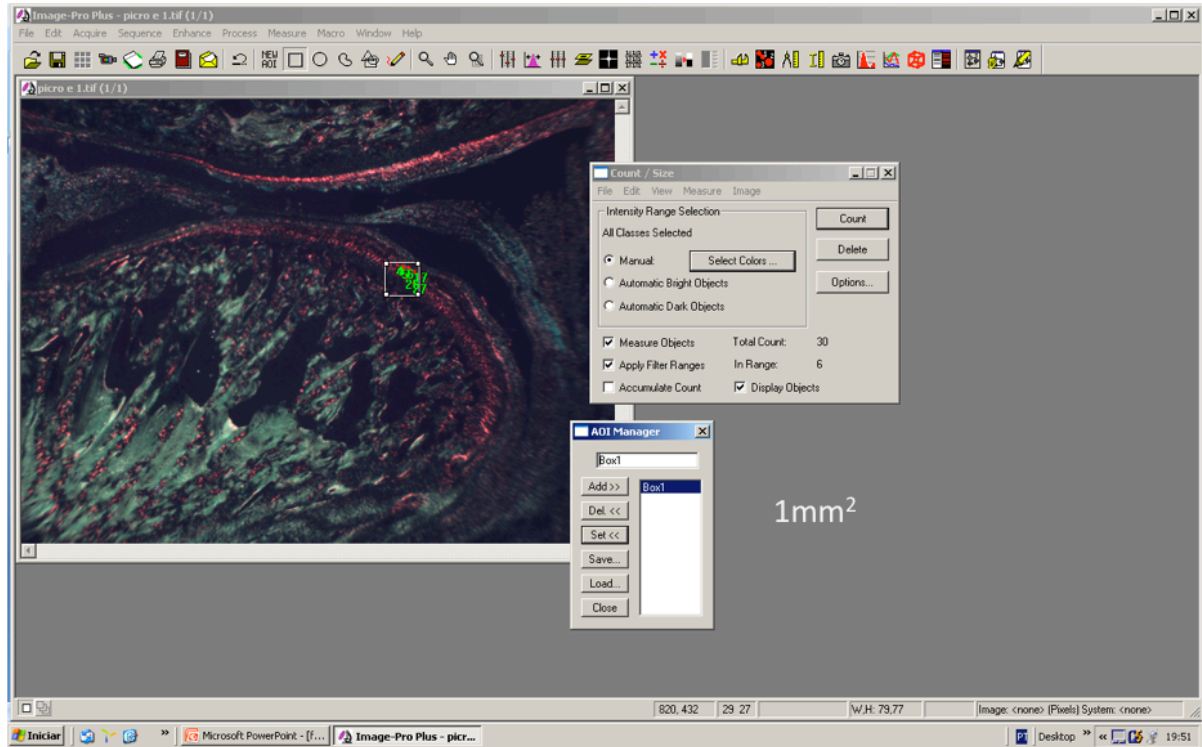 Image-Pro Plus - picro e 1.tif (1/1)
File Edit Acquire Sequence Enhance Process Measure Macro Window Help
NEW AOI
picro e 1.tif (1/1)
Count / Size
File Edit View Measure Image
Intensity Range Selection
All Classes Selected
Manual: Select Colors ...
Automatic Bright Objects
Automatic Dark Objects
Count
Delete
Options...
Measure Objects Total Count: 30
Apply Filter Ranges In Range: 6
Accumulate Count Display Objects
AOI Manager
Box1
Add >> Box1
Del. <<
Set <<
Save...
Load...
Close
1mm²
820, 432 29 27 W,H: 79,77 Image: <none> (Pixels) System: <none>
Iniciar » Microsoft PowerPoint - [f... Image-Pro Plus - picr... PT Desktop » « 19:51